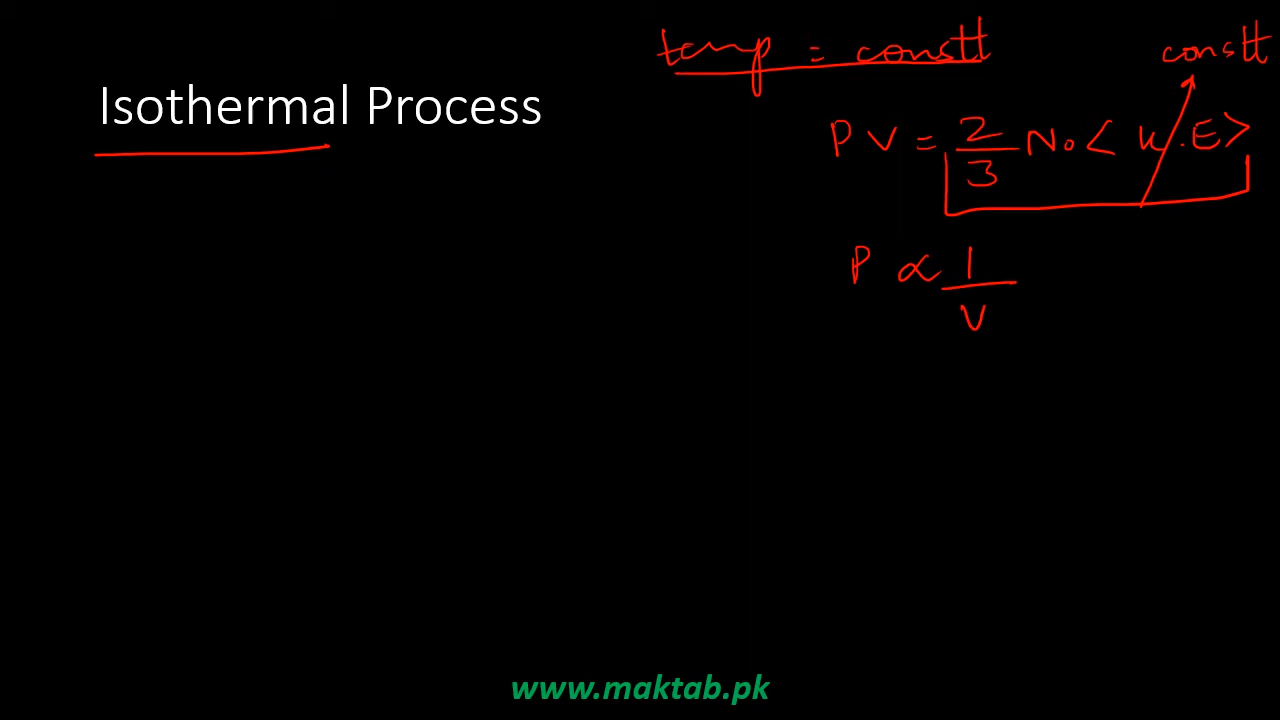 temp = constt
constt
Isothermal Process
PV = 2/3 No < K.E >
P ∝ 1/V
www.maktab.pk